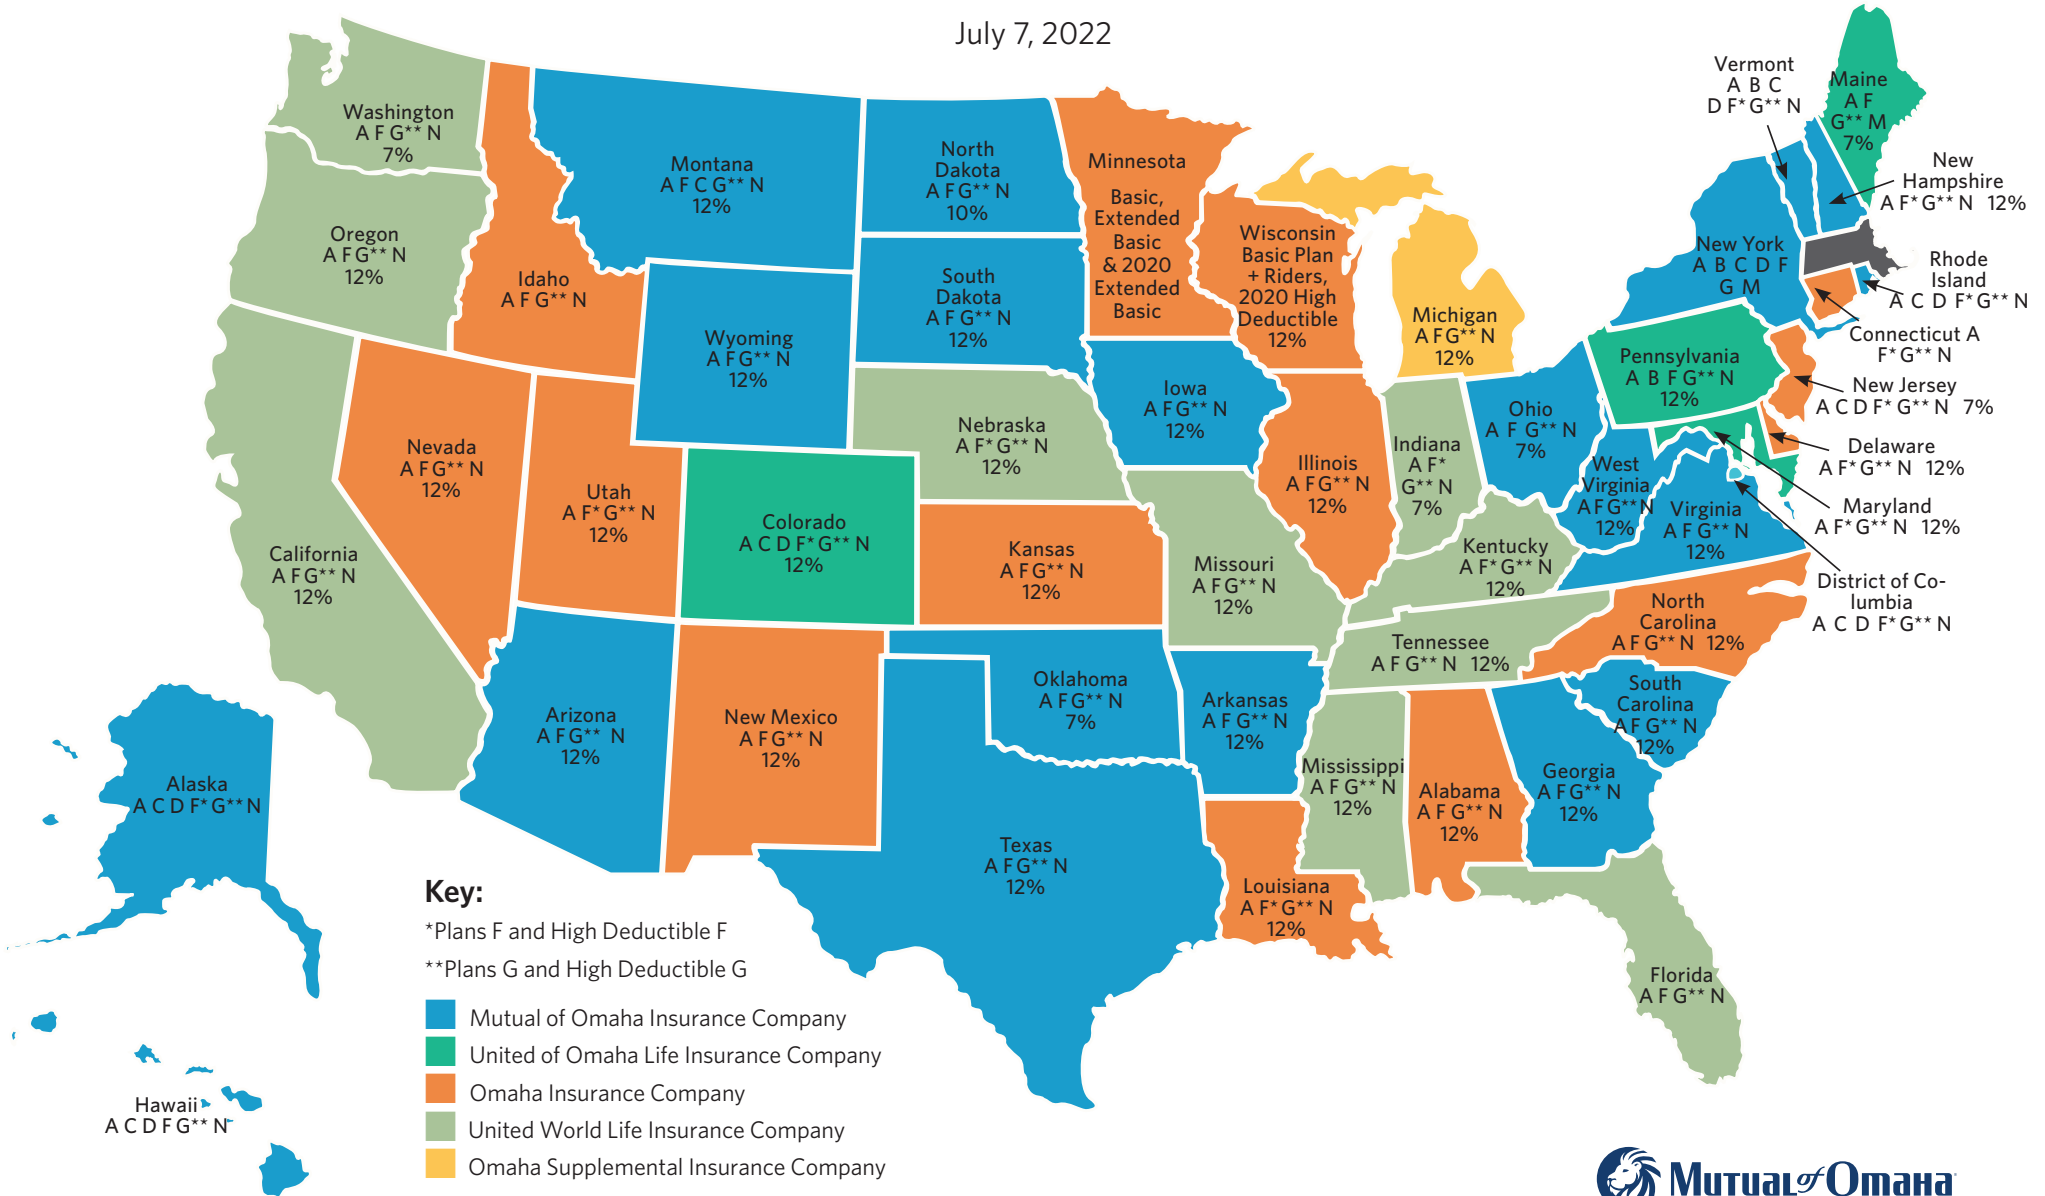 July 7, 2022
Washington
A F G** N
7%
Oregon
A F G** N
12%
California
A F G** N
12%
Idaho
A F G** N
Nevada
A F G** N
12%
Utah
A F* G** N
12%
Arizona
A F G** N
12%
Montana
A F C G** N
12%
Wyoming
A F G** N
12%
Colorado
A C D F* G** N
12%
New Mexico
A F G** N
12%
North
Dakota
A F G** N
10%
South
Dakota
A F G** N
12%
Nebraska
A F* G** N
12%
Kansas
A F G** N
12%
Oklahoma
A F G** N
7%
Texas
A F G** N
12%
Minnesota
Basic,
Extended
Basic
& 2020
Extended
Basic
Iowa
A F G** N
12%
Missouri
A F G** N
12%
Arkansas
A F G** N
12%
Louisiana
A F* G** N
12%
Wisconsin
Basic Plan
+ Riders,
2020 High
Deductible
12%
Illinois
A F G** N
12%
Michigan
A F G** N
12%
Indiana
A F*
G** N
7%
Ohio
A F G** N
7%
Kentucky
A F* G** N
12%
Tennessee
A F G** N 12%
Mississippi
A F G** N
12%
Alabama
A F G** N
12%
Georgia
A F G** N
12%
Florida
A F G** N
South
Carolina
A F G** N
12%
North
Carolina
A F G** N 12%
Virginia
A F G** N
12%
West
Virginia
A F G** N
12%
Pennsylvania
A B F G** N
12%
New York
A B C D F
G M
Vermont
A B C
D F* G** N
Maine
A F
G** M
7%
New
Hampshire
A F* G** N 12%
Rhode
Island
A C D F* G** N
Connecticut A
F* G** N
New Jersey
A C D F* G** N 7%
Delaware
A F* G** N 12%
Maryland
A F* G** N 12%
District of Co-
lumbia
A C D F* G** N
Alaska
A C D F* G** N
Hawaii
A C D F G** N
Key:
*Plans F and High Deductible F
**Plans G and High Deductible G
Mutual of Omaha Insurance Company
United of Omaha Life Insurance Company
Omaha Insurance Company
United World Life Insurance Company
Omaha Supplemental Insurance Company
Mutual of Omaha